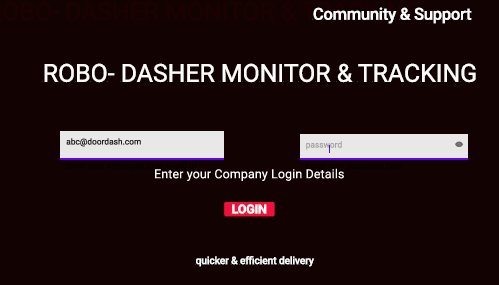 Community & Support
ROBO- DASHER MONITOR & TRACKING
abc@doordash.com
password
Enter your Company Login Details
LOGIN
quicker & efficient delivery